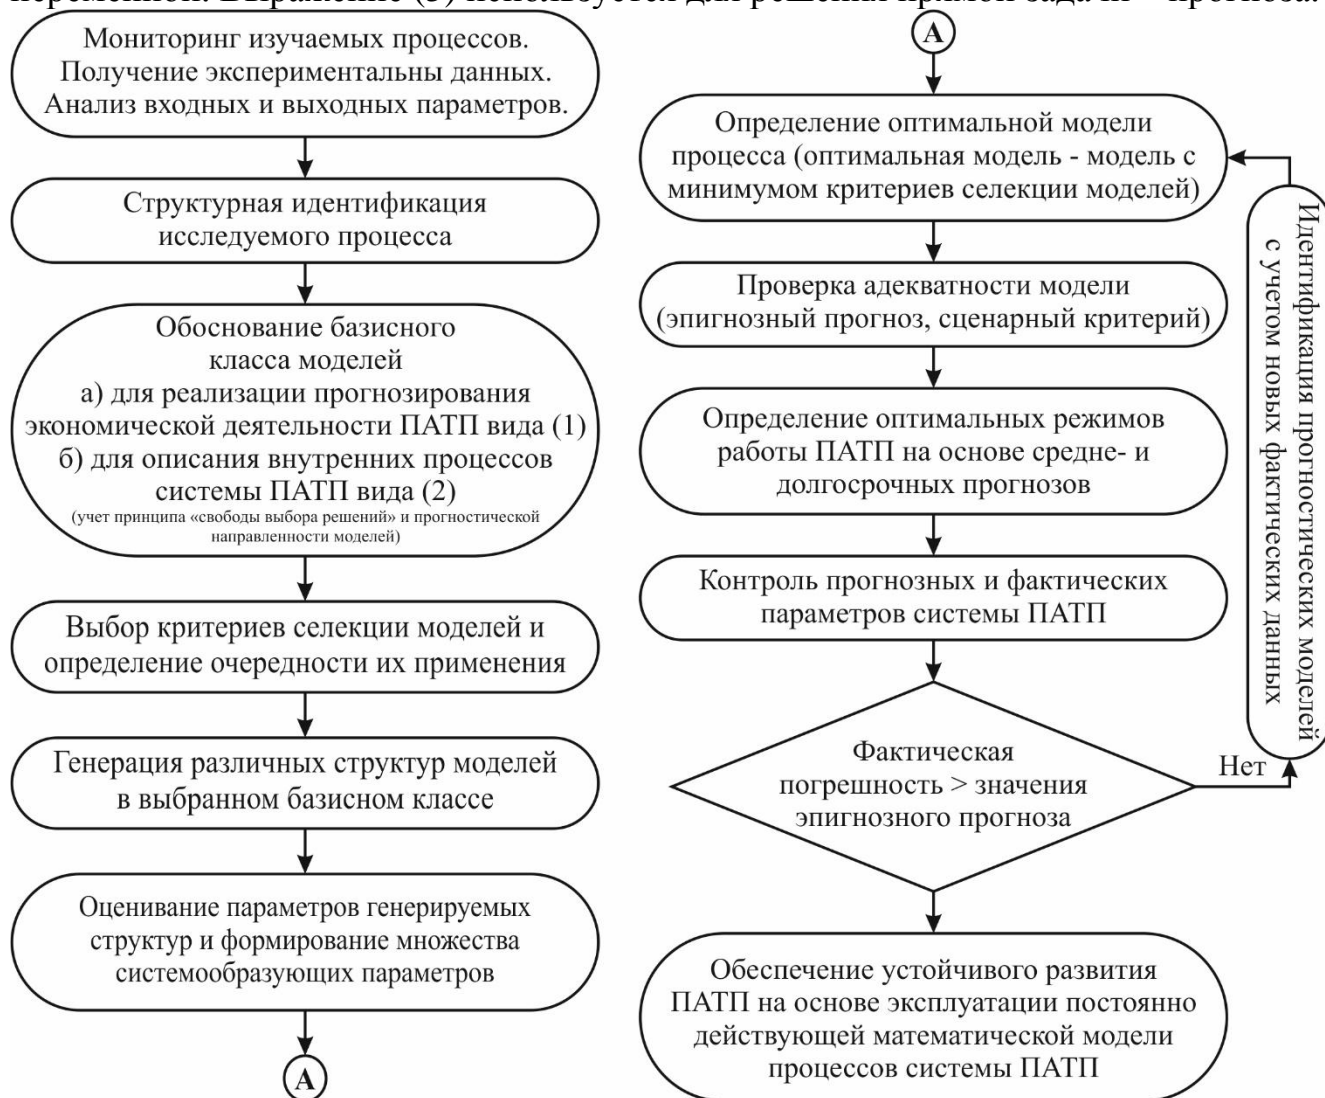 переменной. Выражение (3) используется для решения прямой задачи – прогноза.
Мониторинг изучаемых процессов.
Получение экспериментальны данных.
Анализ входных и выходных параметров.
Структурная идентификация
исследуемого процесса
Обоснование базисного
класса моделей
а) для реализации прогнозирования
экономической деятельности ПАТП вида (1)
б) для описания внутренних процессов
системы ПАТП вида (2)
(учет принципа «свободы выбора решений» и прогностической
направленности моделей)
Выбор критериев селекции моделей и
определение очередности их применения
Генерация различных структур моделей
в выбранном базисном классе
Оценивание параметров генерируемых
структур и формирование множества
системообразующих параметров
А
А
Определение оптимальной модели
процесса (оптимальная модель - модель с
минимумом критериев селекции моделей)
Проверка адекватности модели
(эпигнозный прогноз, сценарный критерий)
Определение оптимальных режимов
работы ПАТП на основе средне- и
долгосрочных прогнозов
Контроль прогнозных и фактических
параметров системы ПАТП
Фактическая
погрешность > значения
эпигнозного прогноза
Нет
Идентификация прогностических моделей
с учетом новых фактических данных
Обеспечение устойчивого развития
ПАТП на основе эксплуатации постоянно
действующей математической модели
процессов системы ПАТП